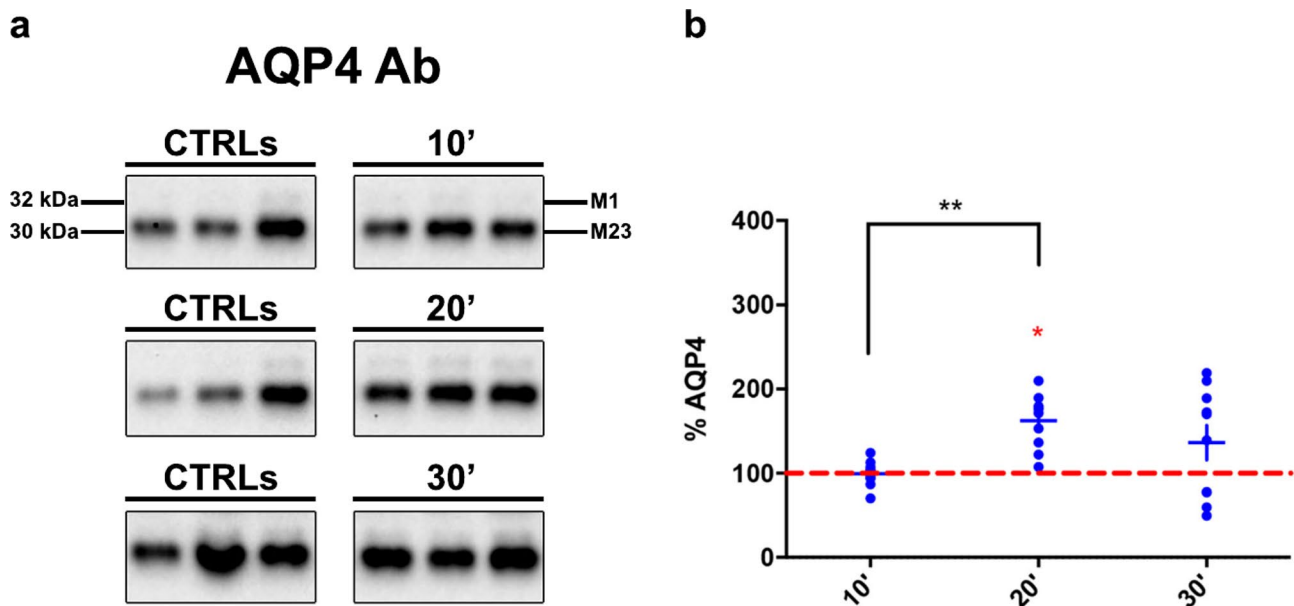 a
AQP4 Ab
CTRLs 10’
32 kDa M1
30 kDa M23
CTRLs 20’
CTRLs 30’
b
**
*
% AQP4
400
300
200
100
0
10' 20' 30'